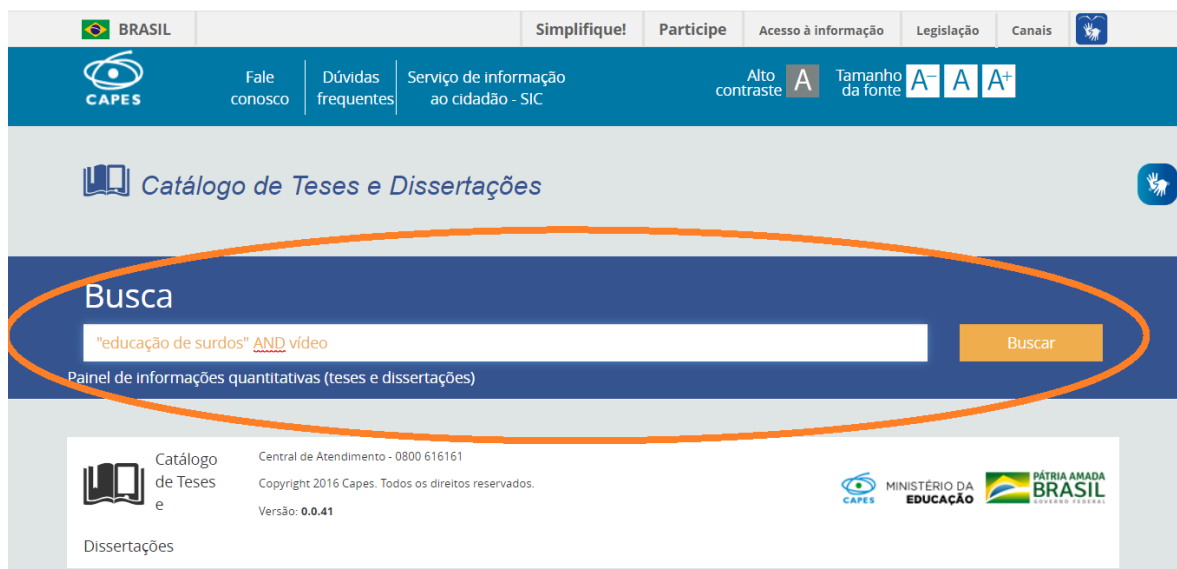 BRASIL Simplifique! Participe Acesso à informação Legislação Canais
CAPES
Fale
conosco
Dúvidas
frequentes
Serviço de informação
ao cidadão - SIC
Alto
contraste A
Tamanho
da fonte A- A A+
Catálogo de Teses e Dissertações
Busca
"educação de surdos" AND vídeo Buscar
Painel de informações quantitativas (teses e dissertações)
Catálogo
de Teses
e
Dissertações
Central de Atendimento - 0800 616161
Copyright 2016 Capes. Todos os direitos reservados.
Versão: 0.0.41
CAPES
MINISTÉRIO DA
EDUCAÇÃO
PÁTRIA AMADA
BRASIL
GOVERNO FEDERAL